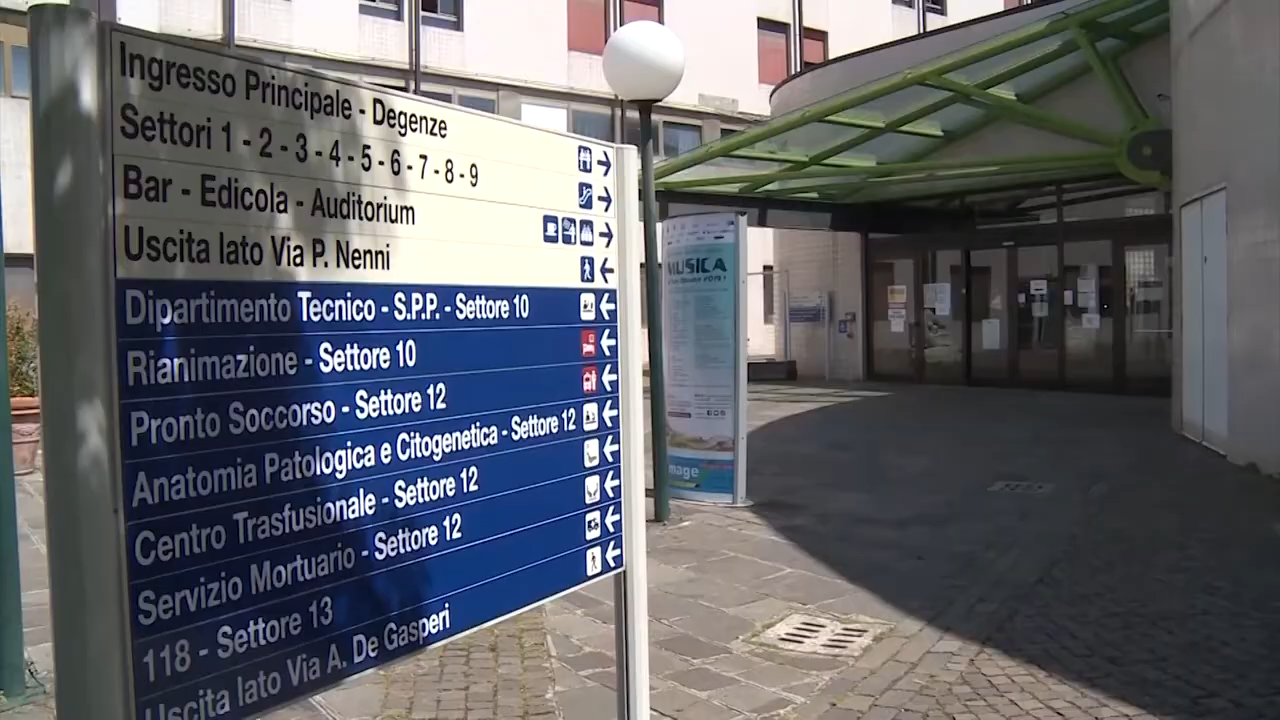 Ingresso Principale - Degenze
Settori 1 - 2 - 3 - 4 - 5 - 6 - 7 - 8 - 9
Bar - Edicola - Auditorium
Uscita lato Via P. Nenni
Dipartimento Tecnico - S.P.P. - Settore 10
Rianimazione - Settore 10
Pronto Soccorso - Settore 12
Anatomia Patologica e Citogenetica - Settore 12
Centro Trasfusionale - Settore 12
Servizio Mortuario - Settore 12
118 - Settore 13
Uscita lato Via A. De Gasperi
MUSICA
mage